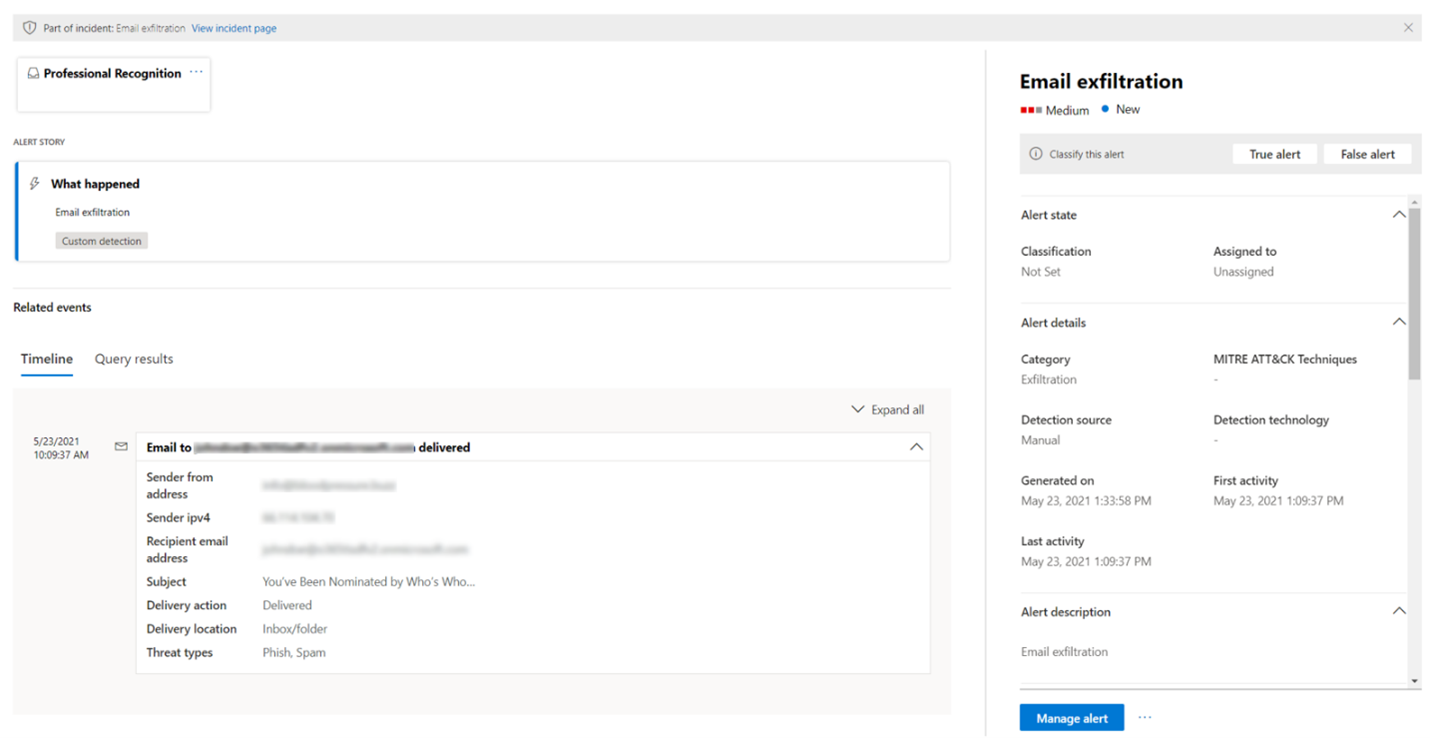 Part of incident: Email exfiltration View incident page
Professional Recognition ...
ALERT STORY
What happened
Email exfiltration
Custom detection
Related events
Timeline Query results
Expand all
5/23/2021
10:09:37 AM
Email to delivered
Sender from
address
Sender ipv4
Recipient email
address
Subject You've Been Nominated by Who's Who...
Delivery action Delivered
Delivery location Inbox/folder
Threat types Phish, Spam
Email exfiltration
Medium New
Classify this alert True alert False alert
Alert state
Classification Assigned to
Not Set Unassigned
Alert details
Category MITRE ATT&CK Techniques
Exfiltration -
Detection source Detection technology
Manual -
Generated on First activity
May 23, 2021 1:33:58 PM May 23, 2021 1:09:37 PM
Last activity
May 23, 2021 1:09:37 PM
Alert description
Email exfiltration
Manage alert ...